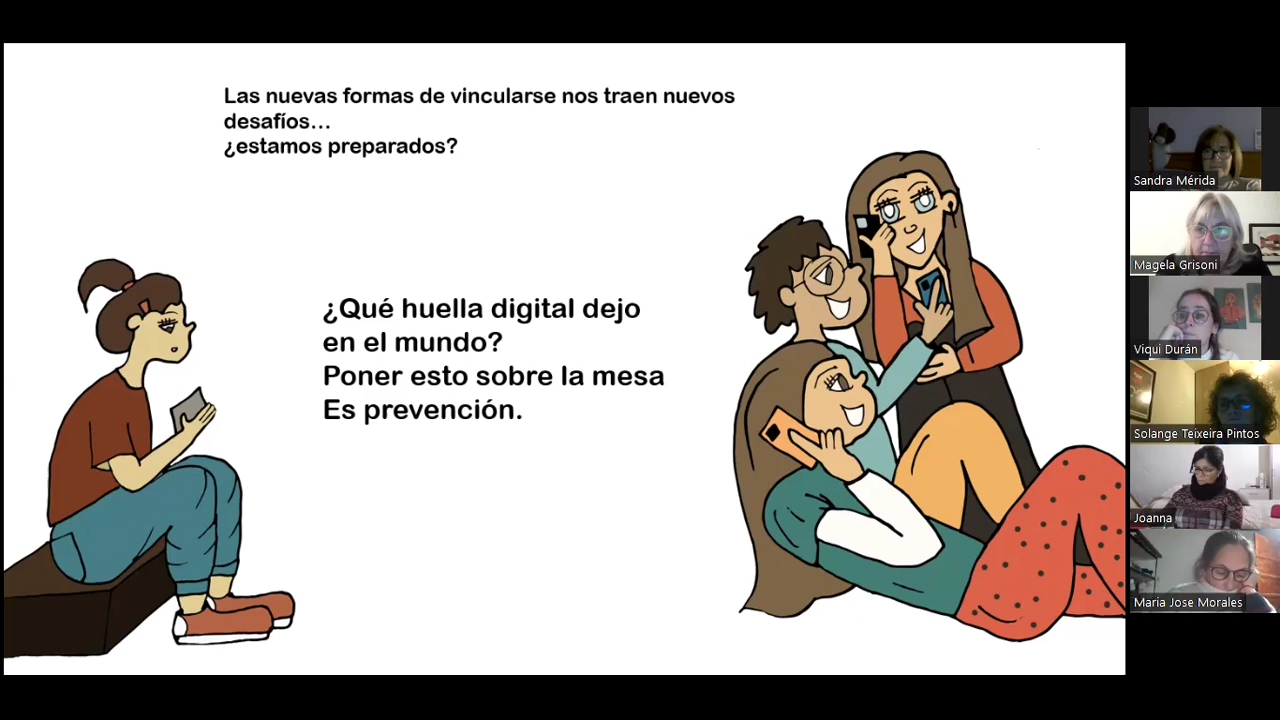 Las nuevas formas de vincularse nos traen nuevos
desafíos...
¿estamos preparados?
¿Qué huella digital dejo
en el mundo?
Poner esto sobre la mesa
Es prevención.
Sandra Mérida
Magela Grisoni
Viqui Durán
Solange Teixeira Pintos
Joanna
Maria Jose Morales